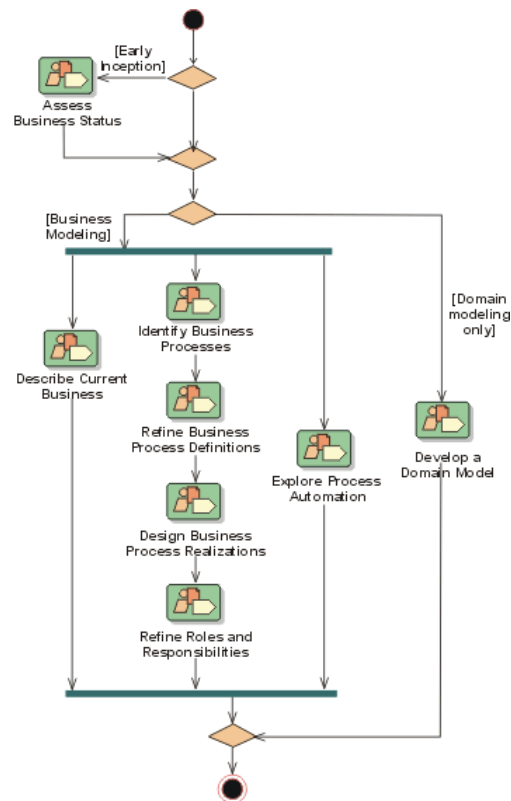 [Early
Inception]
Assess
Business Status
[Business
Modeling]
[Domain
modeling
only]
Identify Business
Processes
Describe Current
Business
Refine Business
Process Definitions
Explore Process
Automation
Develop a
Domain Model
Design Business
Process Realizations
Refine Roles and
Responsibilities